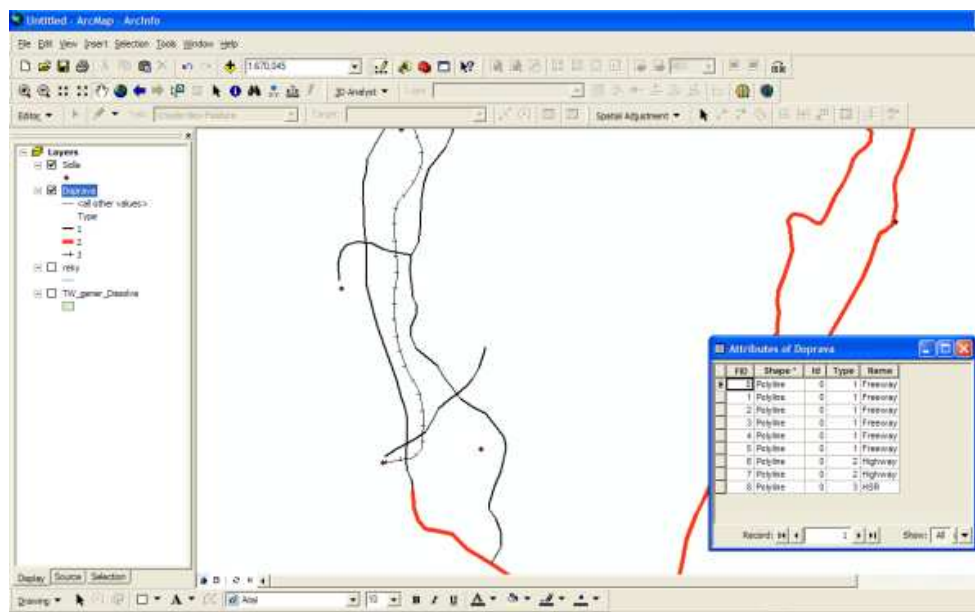 Untitled - ArcMap - ArcInfo
File Edit View Insert Selection Tools Window Help
1:670,045
3D Analyst
Editor
Spatial Adjustment
Layers
Sidla
Doprava
<all other values>
Type
1
2
3
reky
TW_gener_Dissolve
Attributes of Doprava
FID Shape * Id Type Name
0 Polyline 0 1 Freeway
1 Polyline 0 1 Freeway
2 Polyline 0 1 Freeway
3 Polyline 0 1 Freeway
4 Polyline 0 1 Freeway
5 Polyline 0 1 Freeway
6 Polyline 0 2 Highway
7 Polyline 0 2 Highway
8 Polyline 0 3 HSR
Record: 1 Show: All
Display Source Selection
Drawing A Arial 10 B I U A